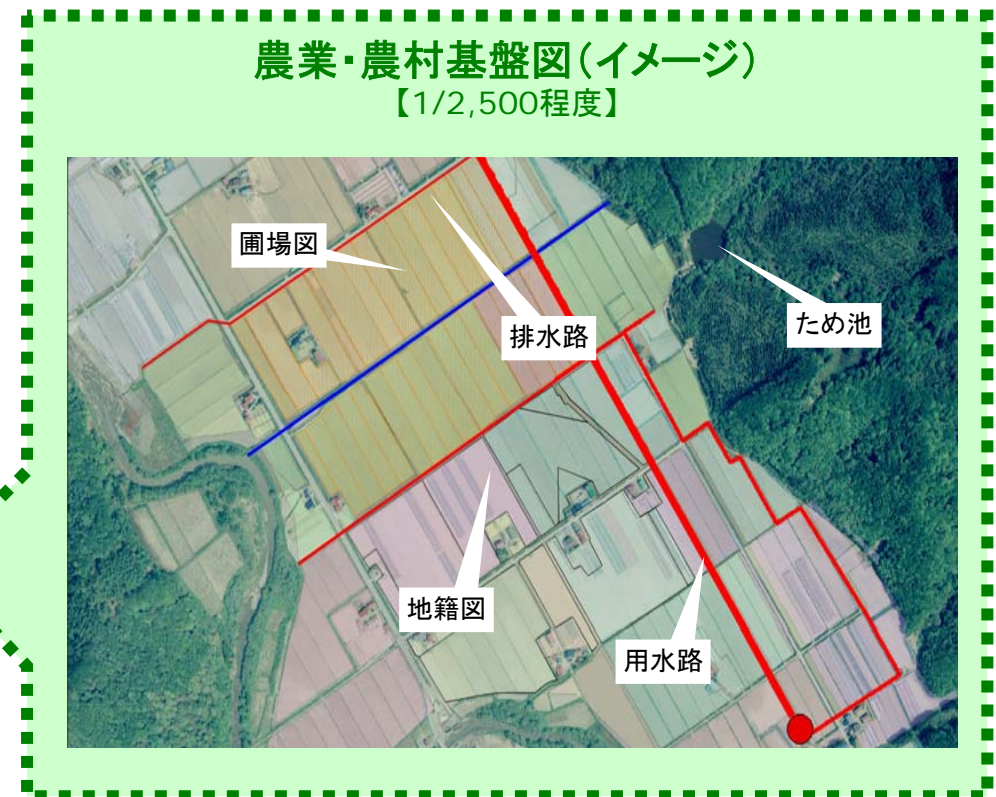 農業・農村基盤図(イメージ)
【1/2,500程度】
圃場図
排水路
ため池
地籍図
用水路